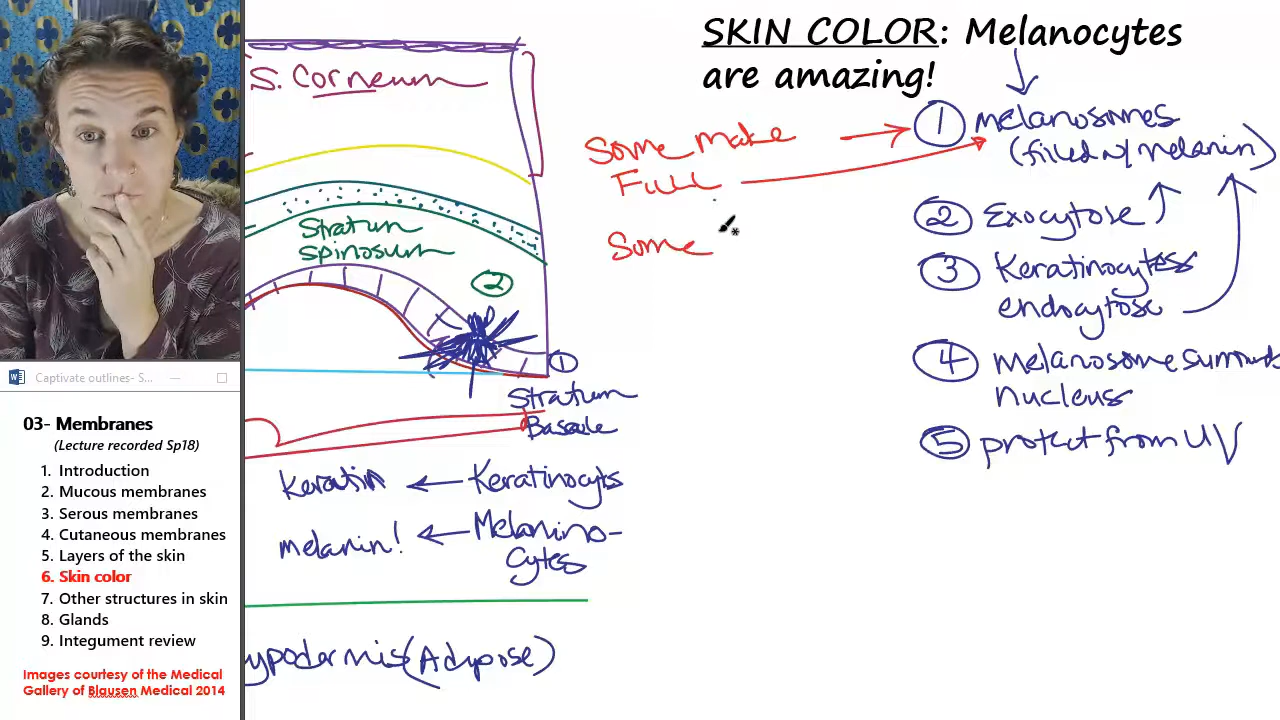 SKIN COLOR: Melanocytes
are amazing!
S. Corneum
Stratum
spinosum
2
1
Stratum
Basale
Keratin ← Keratinocyts
melanin! ← Melanino-
cytes
ypodermis (Adipose)
Some make
Full
Some
1 melanosomes
(filled w/ melanin)
2 Exocytose
3 Keratinocytes
endocytose
4 melanosome surrounds
nucleus
5 protect from UV
Captivate outlines- S...
03- Membranes
(Lecture recorded Sp18)
1. Introduction
2. Mucous membranes
3. Serous membranes
4. Cutaneous membranes
5. Layers of the skin
6. Skin color
7. Other structures in skin
8. Glands
9. Integument review
Images courtesy of the Medical
Gallery of Blausen Medical 2014